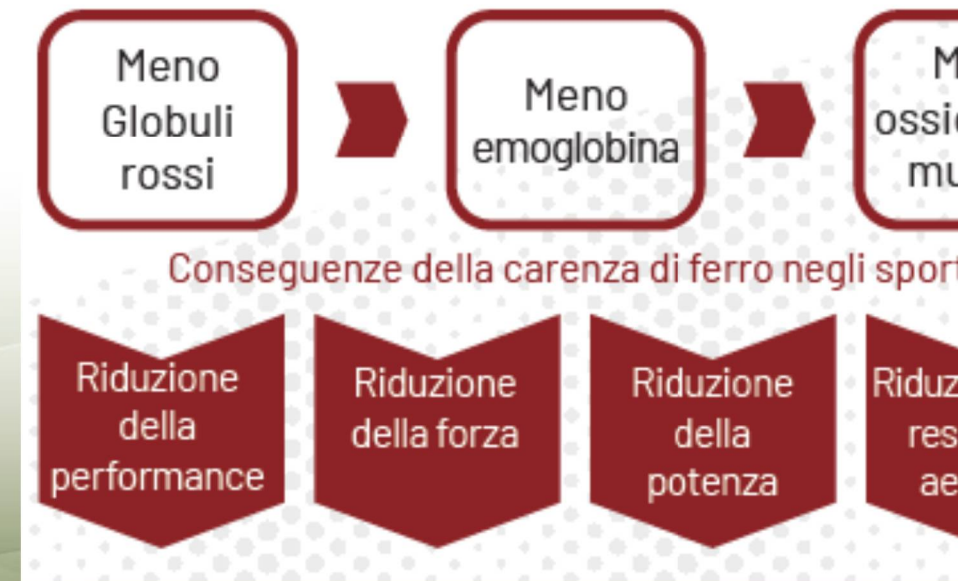 Meno
Globuli
rossi
Meno
emoglobina
Conseguenze della carenza di ferro negli
Riduzione
della
performance
Riduzione
della forza
Riduzione
della
potenza